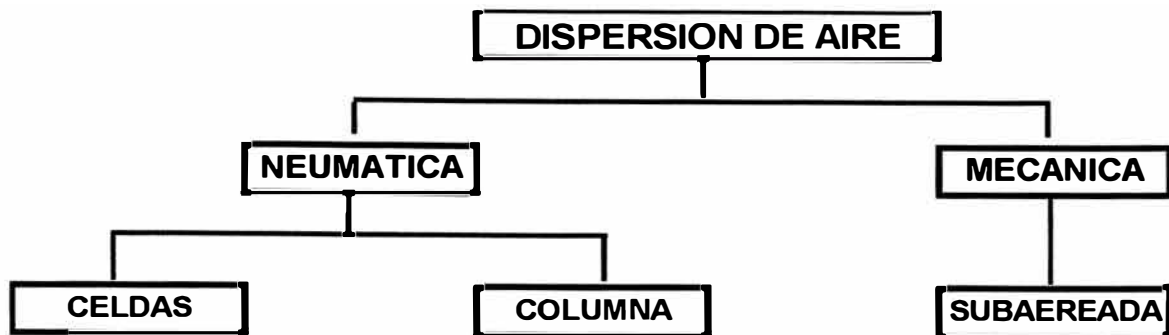 DISPERSION DE AIRE
NEUMATICA
MECANICA
CELDAS
COLUMNA
SUBAEREADA